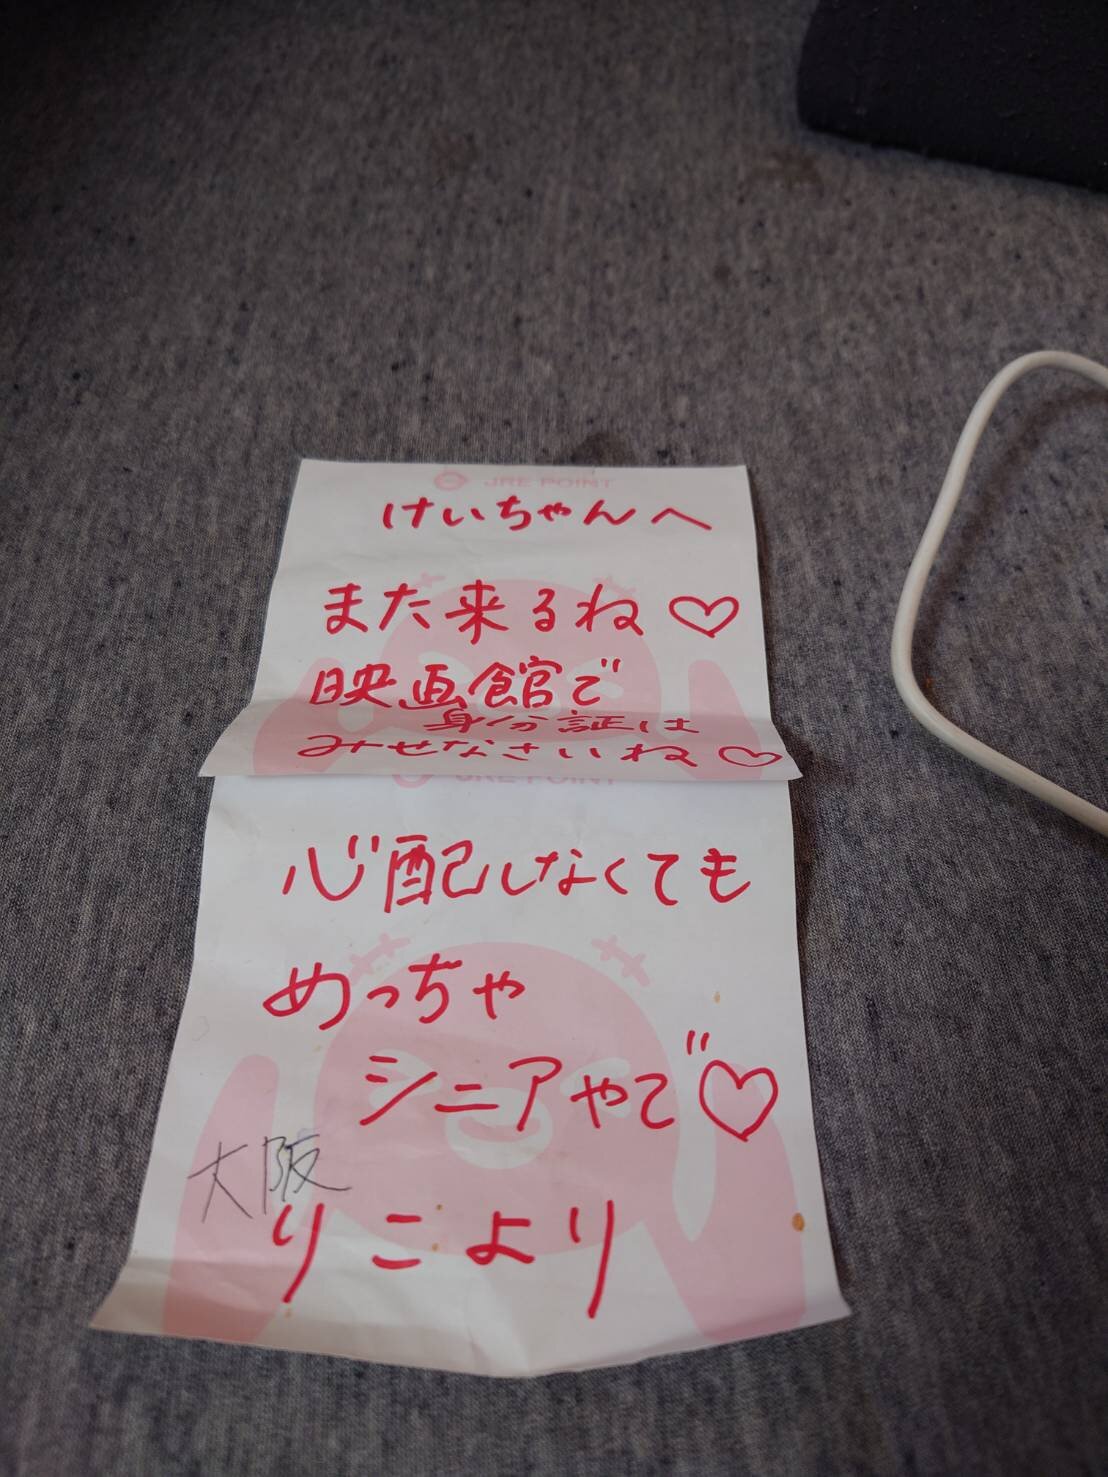 JRE POINT
けいちゃんへ
また来るね♡
映画館で
身分証は
みせなさいね♡
JRE POINT
心配しなくても
めっぢゃ
シニアやで♡
大阪
りこより